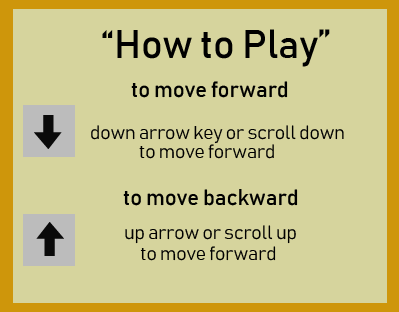 “How to Play”
to move forward
down arrow key or scroll down
to move forward
to move backward
up arrow or scroll up
to move forward